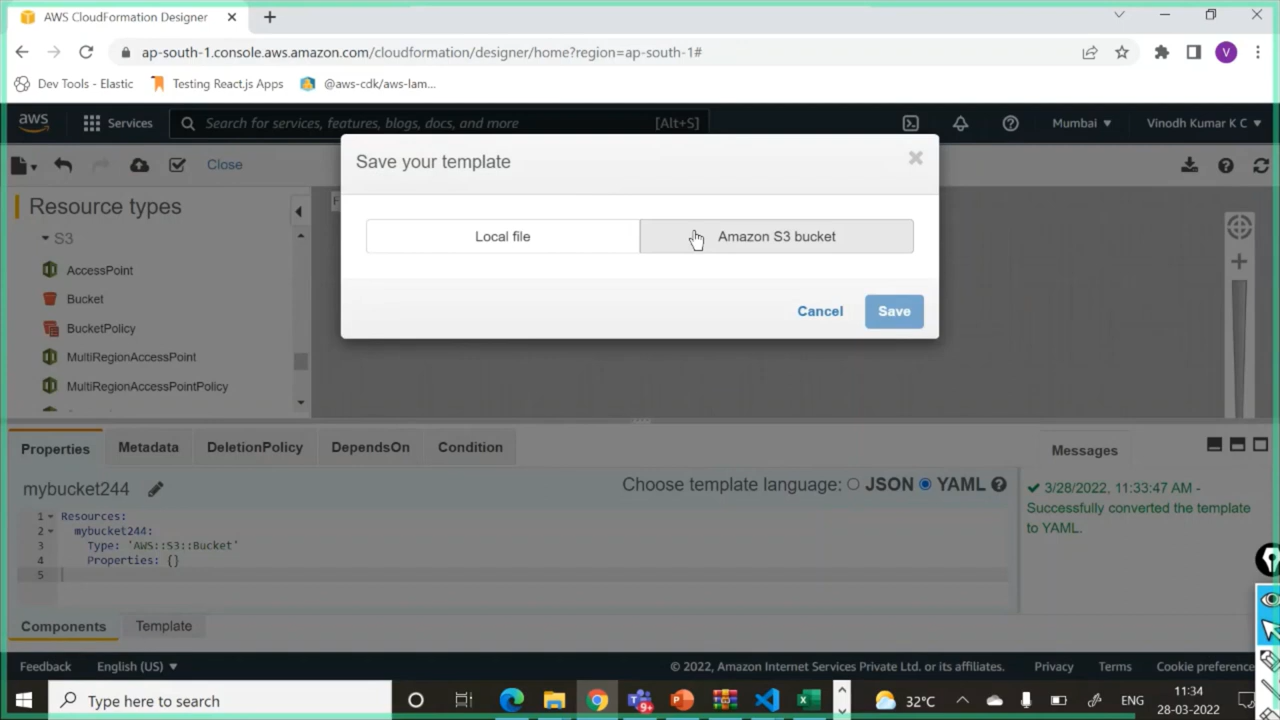 AWS CloudFormation Designer
ap-south-1.console.aws.amazon.com/cloudformation/designer/home?region=ap-south-1#
V
Dev Tools - Elastic
Testing React.js Apps
@aws-cdk/aws-lam...
aws
Services
Search for services, features, blogs, docs, and more
[Alt+S]
Mumbai
Vinodh Kumar K C
Close
Save your template
Local file
Amazon S3 bucket
Cancel
Save
Resource types
S3
AccessPoint
Bucket
BucketPolicy
MultiRegionAccessPoint
MultiRegionAccessPointPolicy
Properties
Metadata
DeletionPolicy
DependsOn
Condition
Messages
mybucket244
Choose template language: JSON YAML
1 Resources:
2 mybucket244:
3 Type: 'AWS::S3::Bucket'
4 Properties: {}
5
3/28/2022, 11:33:47 AM -
Successfully converted the template
to YAML.
Components
Template
Feedback
English (US)
© 2022, Amazon Internet Services Private Ltd. or its affiliates.
Privacy
Terms
Cookie preference
Type here to search
9+
32°C
ENG
11:34
28-03-2022